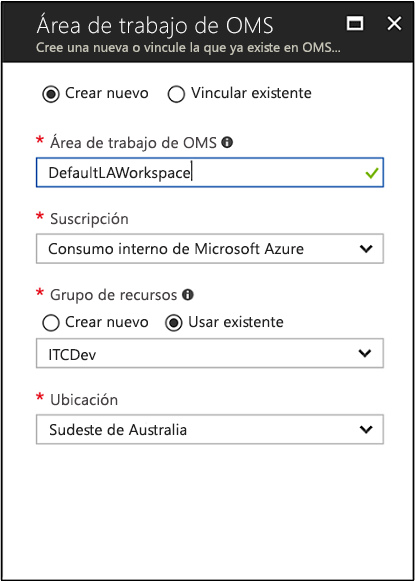 Área de trabajo de OMS
Cree una nueva o vincule la que ya existe en OMS...
Crear nuevo Vincular existente
* Área de trabajo de OMS
DefaultLAWorkspace
* Suscripción
Consumo interno de Microsoft Azure
* Grupo de recursos
Crear nuevo Usar existente
ITCDev
* Ubicación
Sudeste de Australia